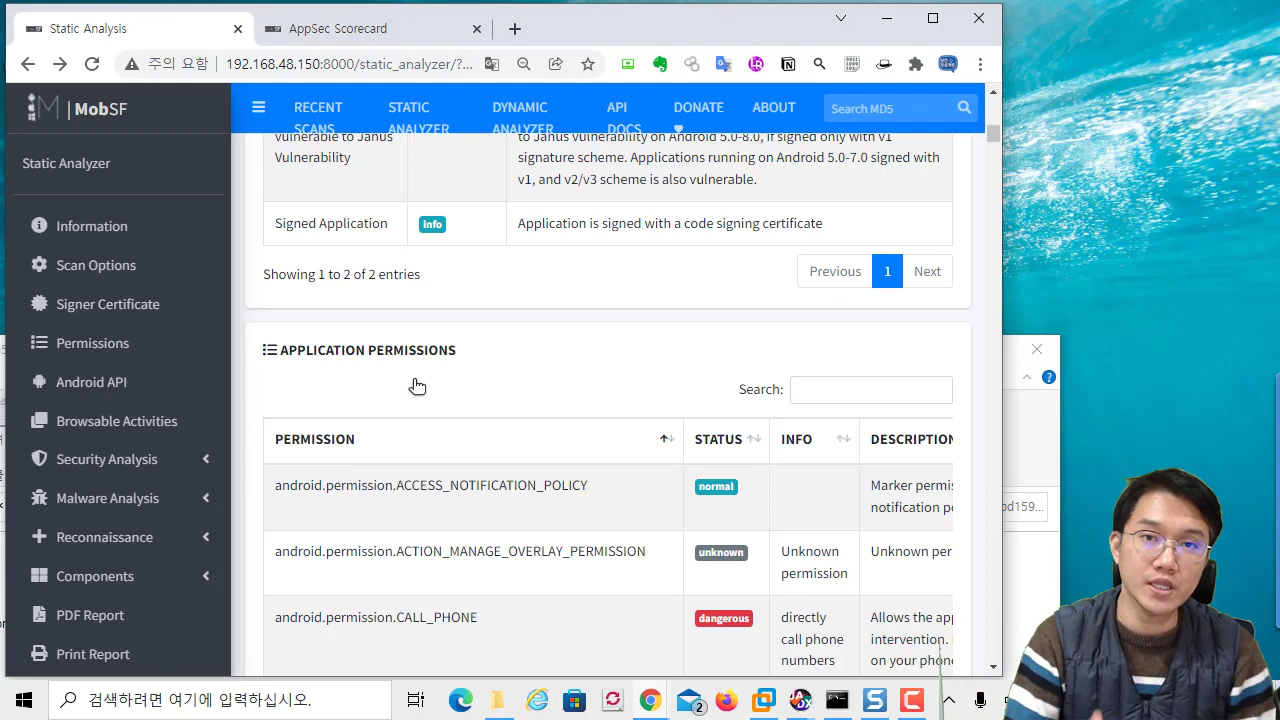 Static Analysis
AppSec Scorecard
주의 요함
192.168.48.150:8000/static_analyzer/?...
MobSF
RECENT SCANS
STATIC ANALYZER
DYNAMIC ANALYZER
API DOCS
DONATE ♥
ABOUT
Search MD5
Static Analyzer
Information
Scan Options
Signer Certificate
Permissions
Android API
Browsable Activities
Security Analysis
Malware Analysis
Reconnaissance
Components
PDF Report
Print Report
vulnerable to Janus
Vulnerability
to Janus vulnerability on Android 5.0-8.0, if signed only with v1
signature scheme. Applications running on Android 5.0-7.0 signed with
v1, and v2/v3 scheme is also vulnerable.
Signed Application
info
Application is signed with a code signing certificate
Showing 1 to 2 of 2 entries
Previous
1
Next
APPLICATION PERMISSIONS
Search:
PERMISSION
STATUS
INFO
DESCRIPTION
android.permission.ACCESS_NOTIFICATION_POLICY
normal
Marker permis
notification po
android.permission.ACTION_MANAGE_OVERLAY_PERMISSION
unknown
Unknown
permission
Unknown per
android.permission.CALL_PHONE
dangerous
directly
call phone
numbers
Allows the app
intervention.
on your phone
od159...
검색하려면 여기에 입력하십시오.
2